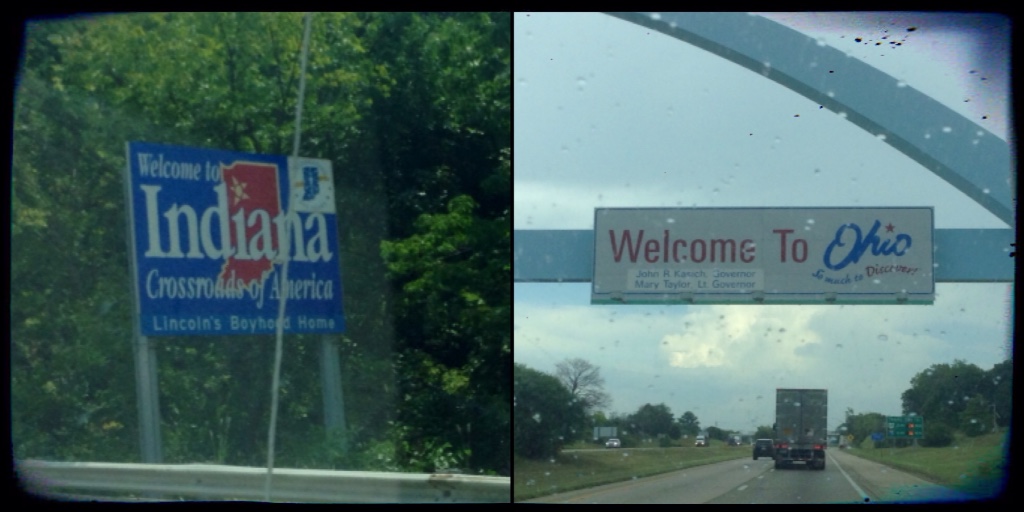 Welcome to
Indiana
Crossroads of America
Lincoln's Boyhood Home
Welcome To Ohio
So much to Discover!
John R Kasich, Governor
Mary Taylor, Lt Governor